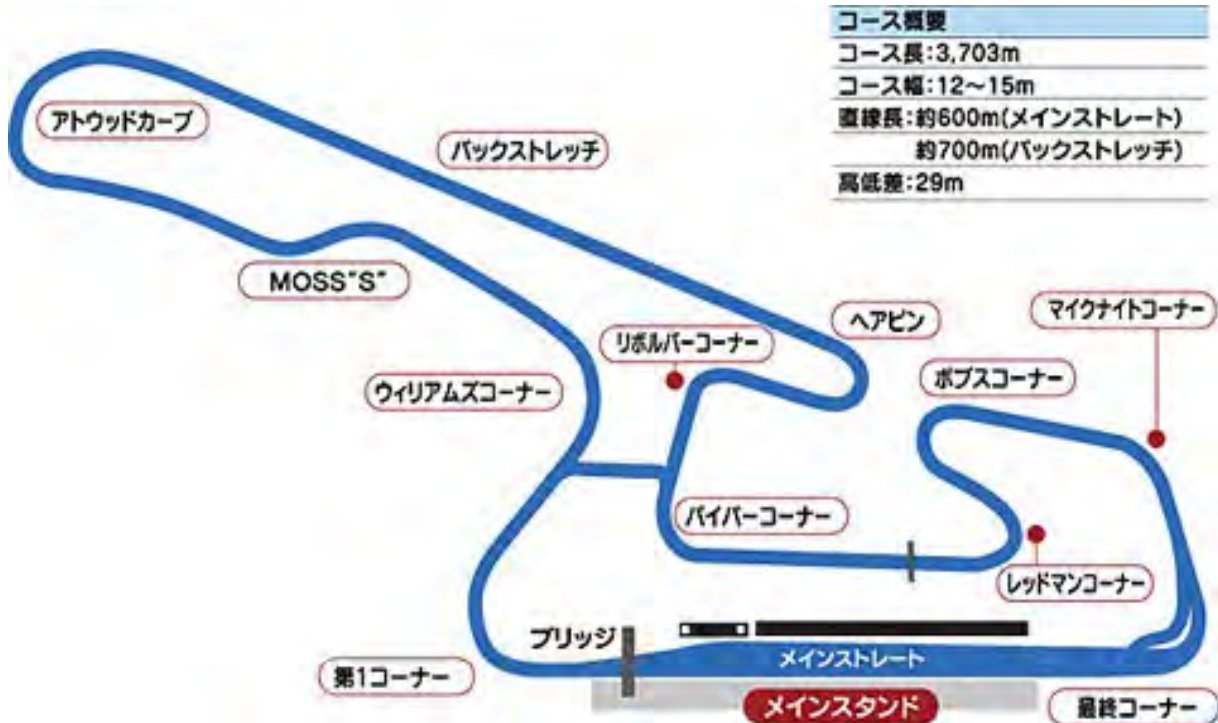 コース概要
コース長:3,703m
コース幅:12~15m
直線長:約600m(メインストレート)
約700m(バックストレッチ)
高低差:29m
アトウッドカーブ
バックストレッチ
MOSS"S"
ヘアピン
マイクナイトコーナー
リボルバーコーナー
ボブスコーナー
ウィリアムズコーナー
パイパーコーナー
レッドマンコーナー
ブリッジ
メインストレート
第1コーナー
メインスタンド
最終コーナー